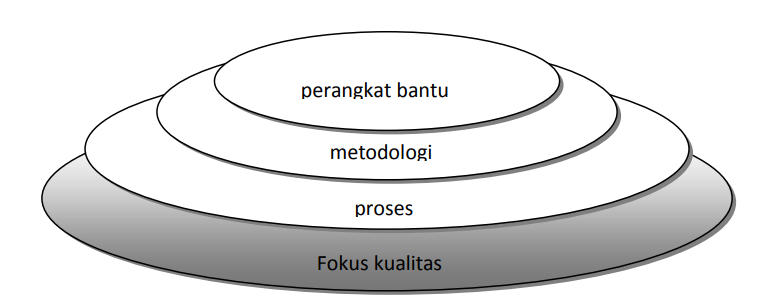 perangkat bantu
metodologi
proses
Fokus kualitas